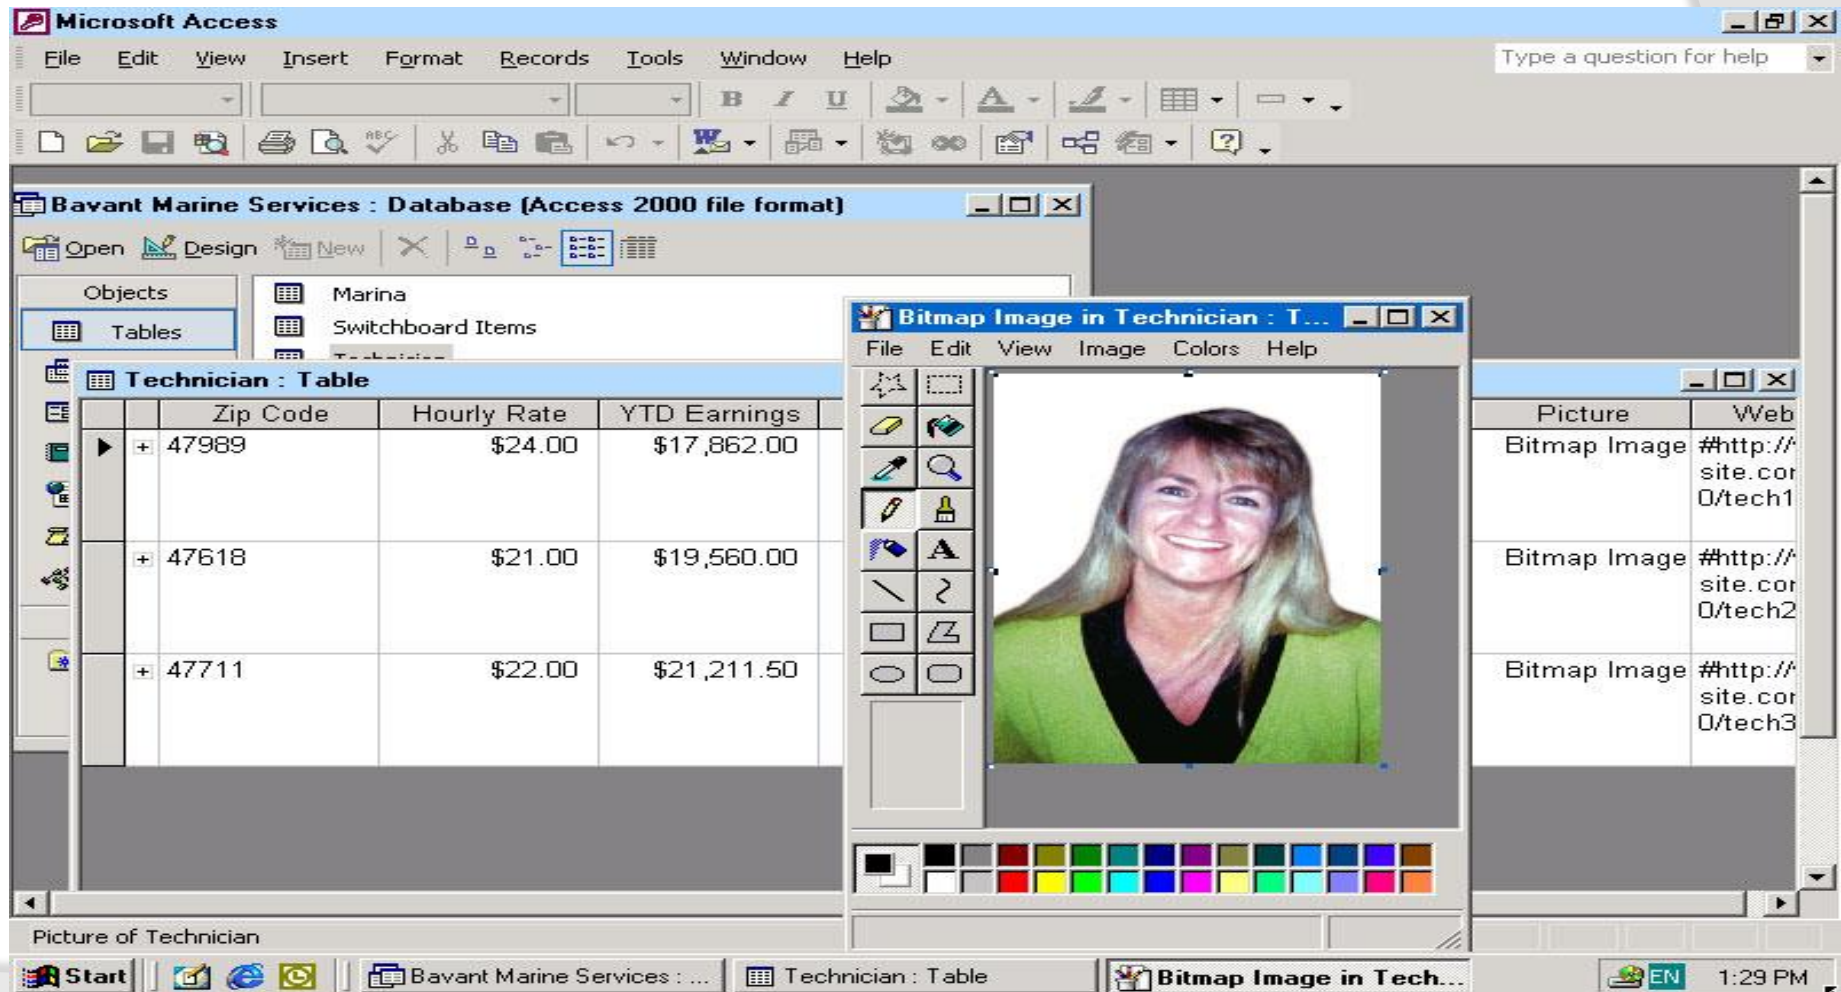 Microsoft Access
File Edit View Insert Format Records Tools Window Help
Type a question for help
B I U A
ABC W
Bavant Marine Services : Database (Access 2000 file format)
Open Design New
Objects
Tables
Marina
Switchboard Items
Technician
Bitmap Image in Technician : T...
File Edit View Image Colors Help
A
Technician : Table
Zip Code Hourly Rate YTD Earnings Picture Web
47989 $24.00 $17,862.00 Bitmap Image #http://
site.cor
0/tech1
47618 $21.00 $19,560.00 Bitmap Image #http://
site.cor
0/tech2
47711 $22.00 $21,211.50 Bitmap Image #http://
site.cor
0/tech3
Picture of Technician
Start Bavant Marine Services : ... Technician : Table Bitmap Image in Tech... EN 1:29 PM